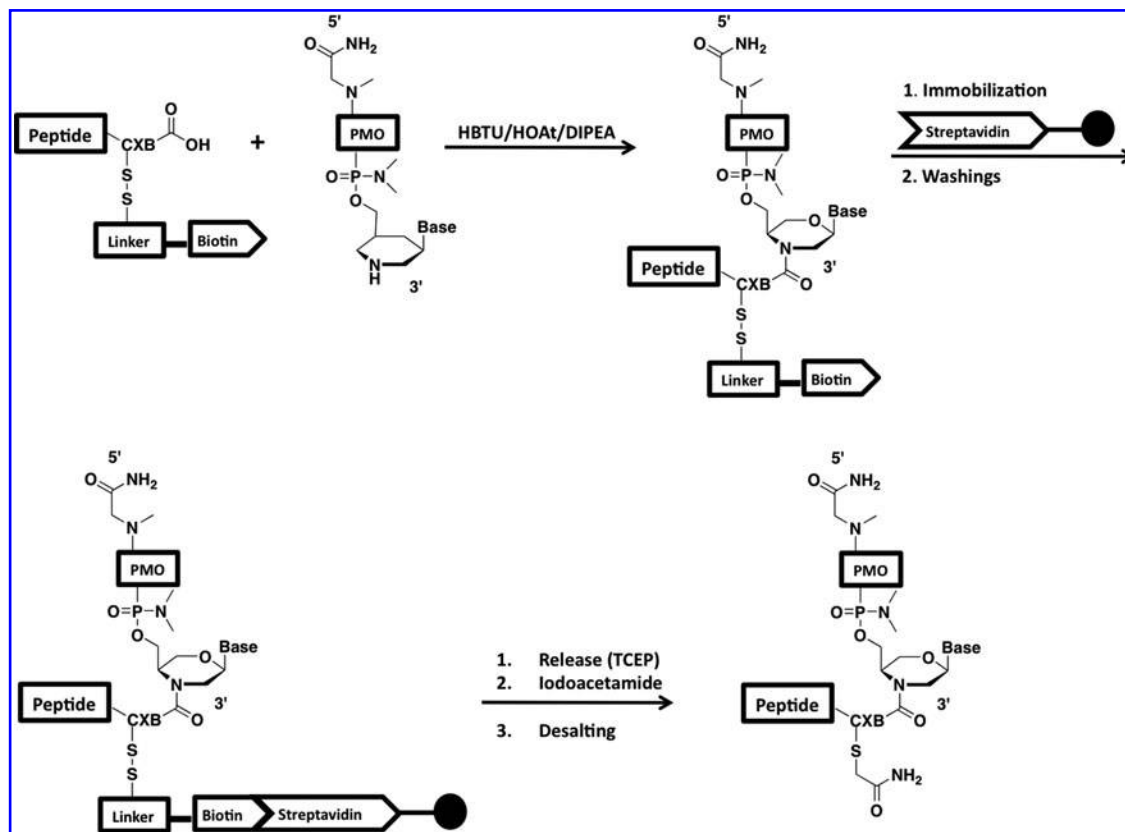 5'
O
NH2
N
PMO
O=P-N
O
Base
N
H
3'
Peptide
O
OH
CXB
S
S
Linker
Biotin
+
HBTU/HOAt/DIPEA
5'
O
NH2
N
PMO
O=P-N
O
O
Base
N
3'
Peptide
CXB
O
S
S
Linker
Biotin
1. Immobilization
Streptavidin
2. Washings
5'
O
NH2
N
PMO
O=P-N
O
O
Base
N
3'
Peptide
CXB
O
S
S
Linker
Biotin
Streptavidin
1. Release (TCEP)
2. Iodoacetamide
3. Desalting
5'
O
NH2
N
PMO
O=P-N
O
O
Base
N
3'
Peptide
CXB
O
S
NH2
O